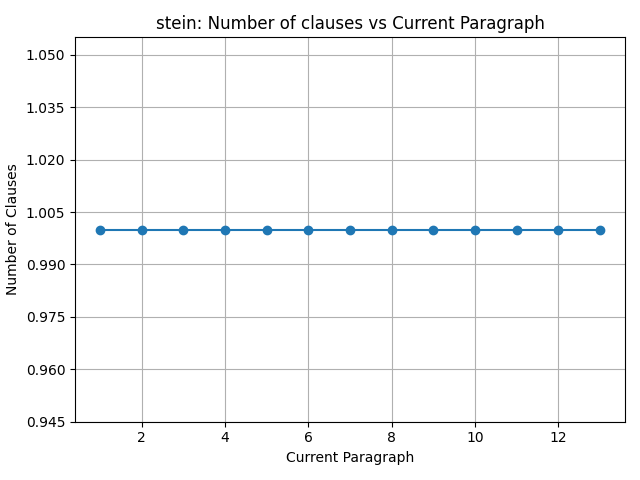 stein: Number of clauses vs Current Paragraph
1.050
1.035
1.020
1.005
0.990
0.975
0.960
0.945
Number of Clauses
2 4 6 8 10 12
Current Paragraph